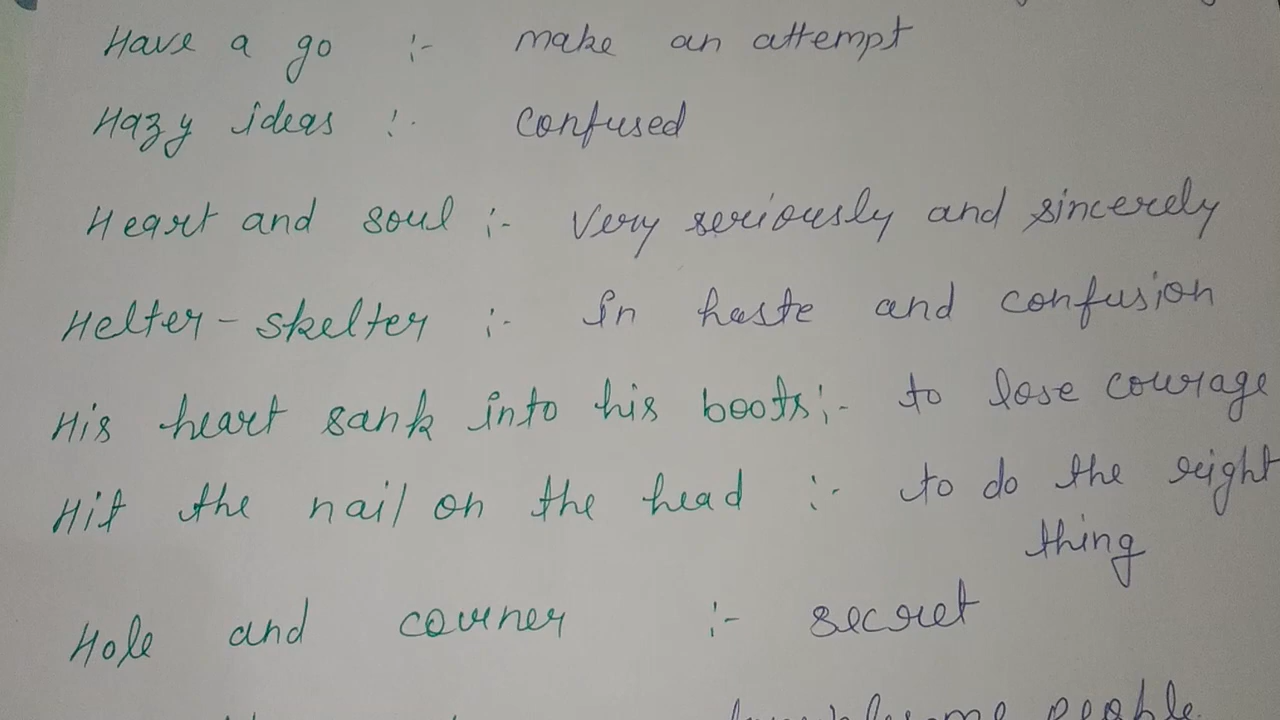 Have a go :- make an attempt
Hazy ideas :- confused
Heart and soul :- Very seriously and sincerely
Helter-skelter :- In haste and confusion
His heart sank into his boots :- to lose courage
Hit the nail on the head :- to do the right
thing
Hole and corner :- secret
people